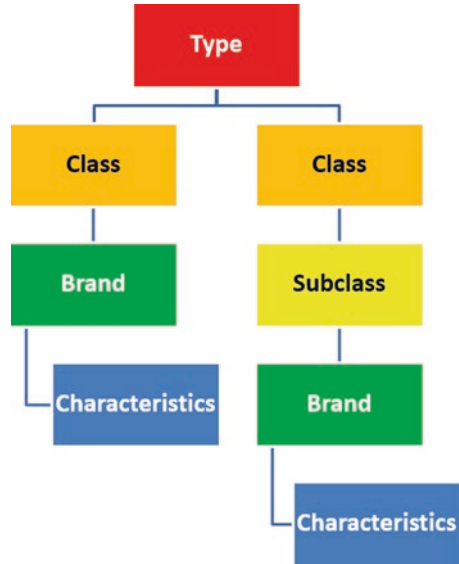 Type
Class
Class
Brand
Subclass
Characteristics
Brand
Characteristics